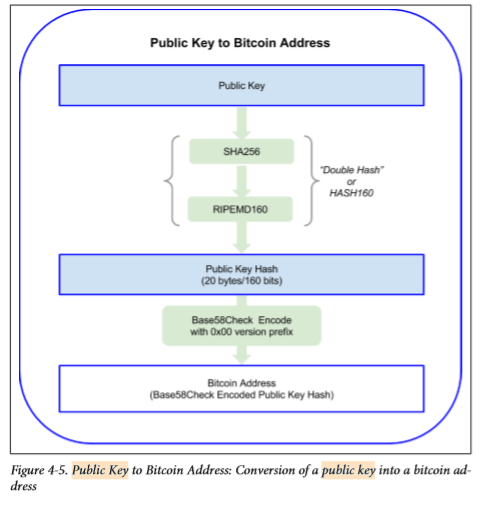 Public Key to Bitcoin Address
Public Key
SHA256
"Double Hash"
or
HASH160
RIPEMD160
Public Key Hash
(20 bytes/160 bits)
Base58Check Encode
with 0x00 version prefix
Bitcoin Address
(Base58Check Encoded Public Key Hash)
Figure 4-5. Public Key to Bitcoin Address: Conversion of a public key into a bitcoin ad-
dress